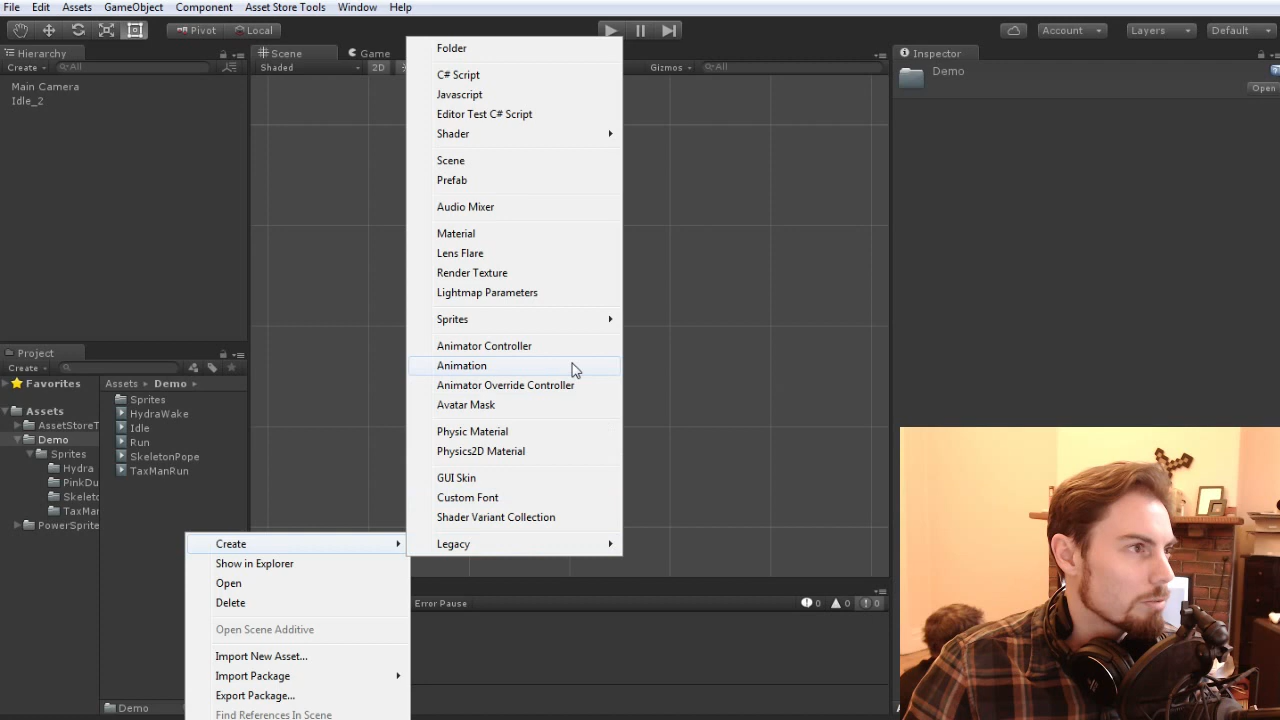 File Edit Assets GameObject Component Asset Store Tools Window Help
Pivot Local Account Layers Default
Hierarchy Scene Game Inspector
Create All Shaded 2D Gizmos All
Demo
Open
Main Camera
Idle_2
Folder
C# Script
Javascript
Editor Test C# Script
Shader
Scene
Prefab
Audio Mixer
Material
Lens Flare
Render Texture
Lightmap Parameters
Sprites
Animator Controller
Animation
Animator Override Controller
Avatar Mask
Physic Material
Physics2D Material
GUI Skin
Custom Font
Shader Variant Collection
Legacy
Project
Create
Favorites
Assets
AssetStoreT
Demo
Sprites
Hydra
PinkDu
Skeleto
TaxMar
PowerSprite
Assets Demo
Sprites
HydraWake
Idle
Run
SkeletonPope
TaxManRun
Create
Show in Explorer
Open
Delete
Open Scene Additive
Import New Asset...
Import Package
Export Package...
Find References In Scene
Error Pause 0 0 0
Demo